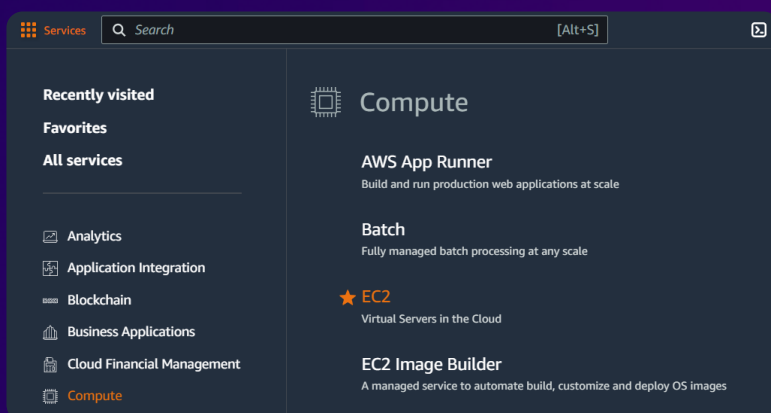 Services
Search [Alt+S]
Recently visited
Favorites
All services
Analytics
Application Integration
Blockchain
Business Applications
Cloud Financial Management
Compute
Compute
AWS App Runner
Build and run production web applications at scale
Batch
Fully managed batch processing at any scale
EC2
Virtual Servers in the Cloud
EC2 Image Builder
A managed service to automate build, customize and deploy OS images